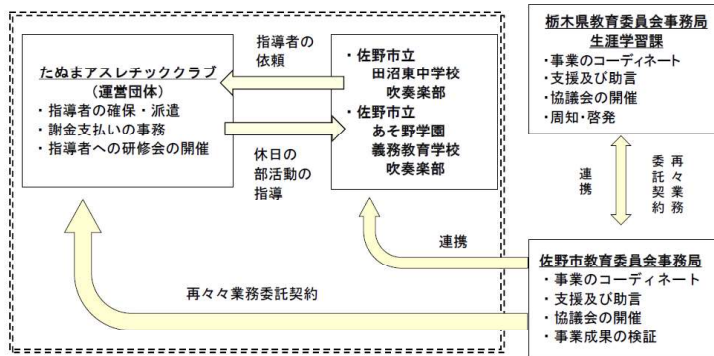 たぬまアスレチッククラブ
(運営団体)
・指導者の確保・派遣
・謝金支払いの事務
・指導者への研修会の開催
指導者の
依頼
休日の
部活動の
指導
・佐野市立
田沼東中学校
吹奏楽部
・佐野市立
あそ野学園
義務教育学校
吹奏楽部
栃木県教育委員会事務局
生涯学習課
・事業のコーディネート
・支援及び助言
・協議会の開催
・周知・啓発
連携
再々業務
委託契約
連携
再々々業務委託契約
佐野市教育委員会事務局
・事業のコーディネート
・支援及び助言
・協議会の開催
・事業成果の検証